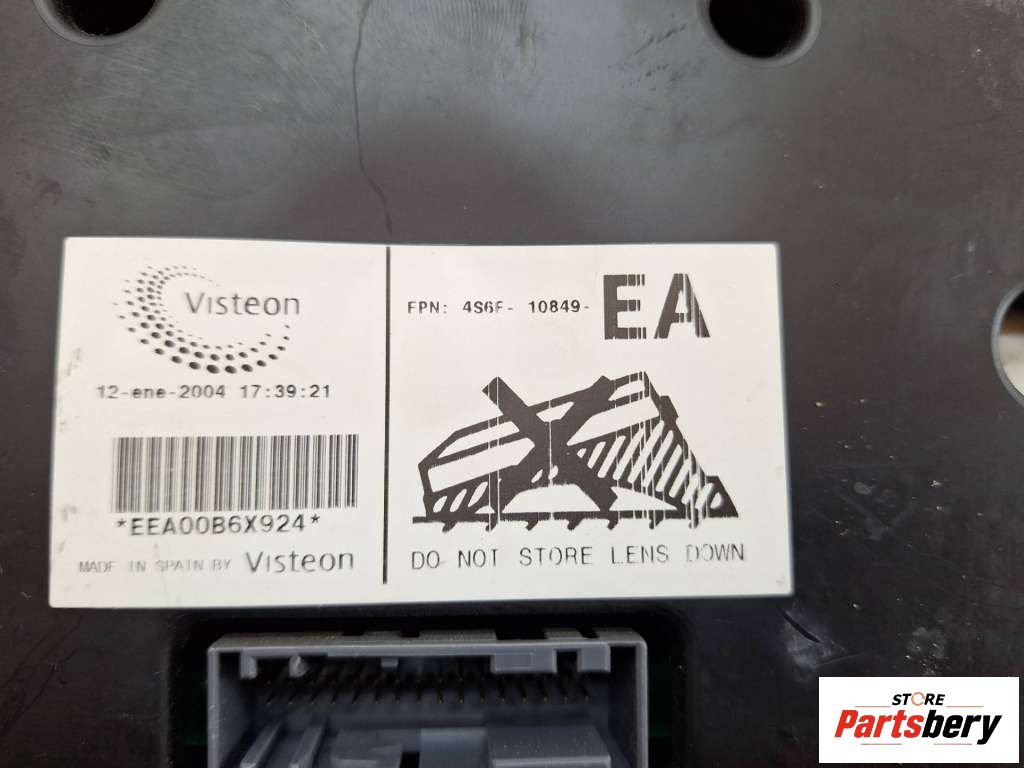 Visteon
12-ene-2004 17:39:21
*EEA00B6X924*
MADE IN SPAIN BY Visteon
FPN: 4S6F- 10849- EA
DO NOT STORE LENS DOWN
STORE
Partsbery